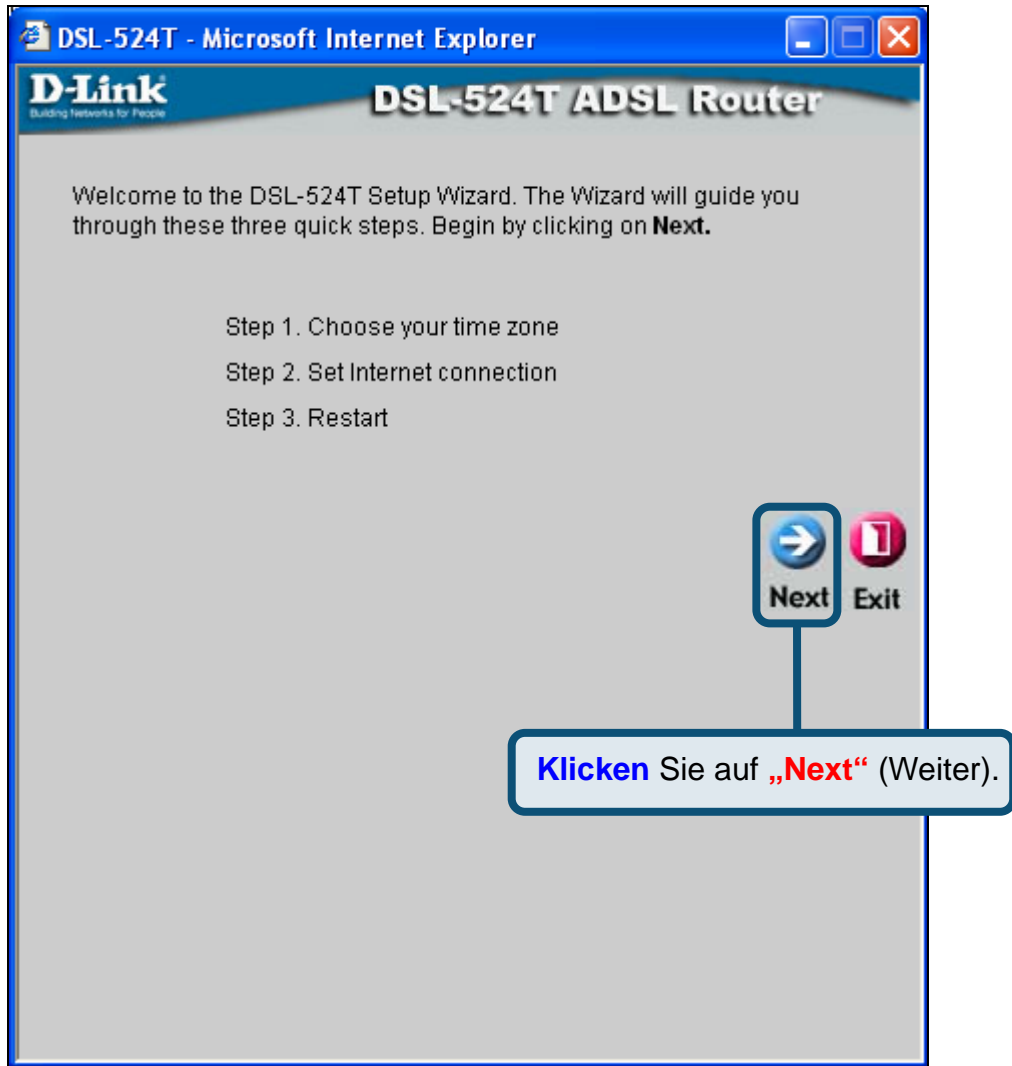 DSL-524T - Microsoft Internet Explorer
D-Link
Building Networks for People
DSL-524T ADSL Router
Welcome to the DSL-524T Setup Wizard. The Wizard will guide you
through these three quick steps. Begin by clicking on Next.
Step 1. Choose your time zone
Step 2. Set Internet connection
Step 3. Restart
Next Exit
Klicken Sie auf „Next“ (Weiter).